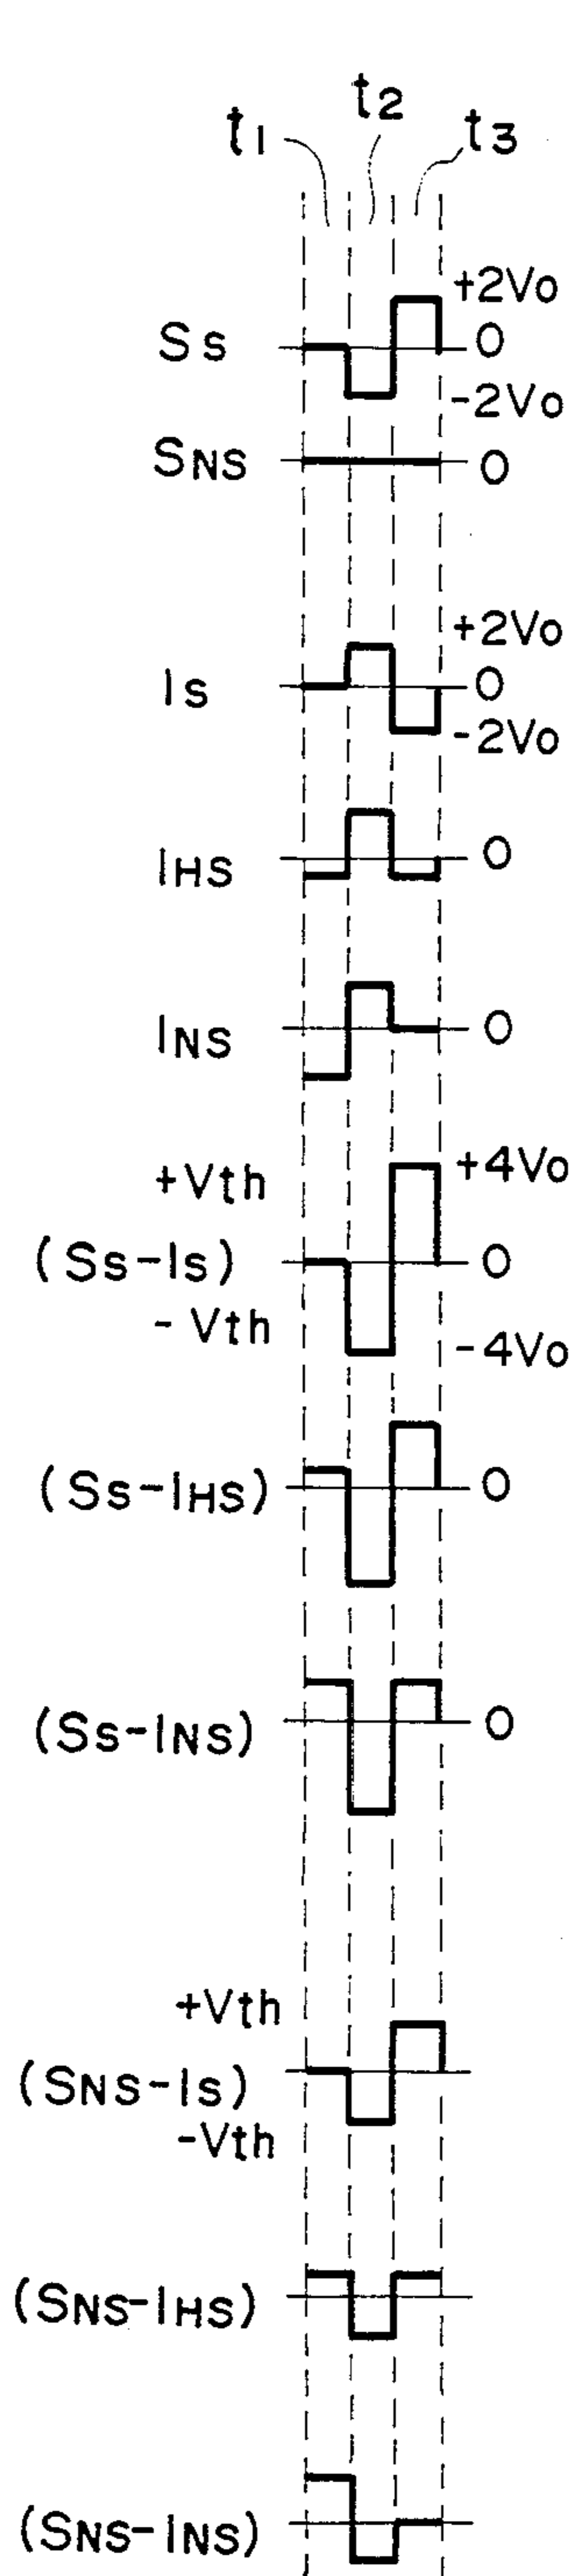 t1 t2 t3
+2Vo
Ss 0
-2Vo
SNS 0
+2Vo
Is 0
-2Vo
IHS 0
INS 0
+Vth +4Vo
(Ss-Is) 0
- Vth -4Vo
(Ss-IHS) 0
(Ss-INS) 0
+Vth
(SNS-Is)
-Vth
(SNS-IHS)
(SNS-INS)